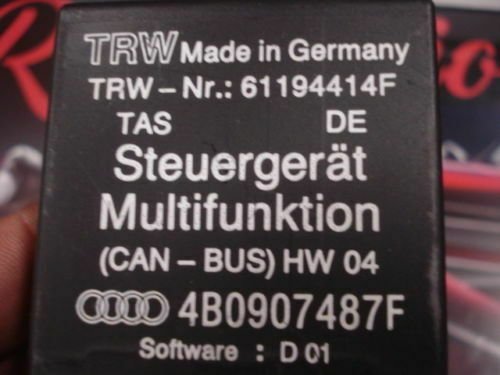 TRW Made in Germany
TRW – Nr.: 61194414F
TAS DE
Steuergerät
Multifunktion
(CAN – BUS) HW 04
4B0907487F
Software : D 01